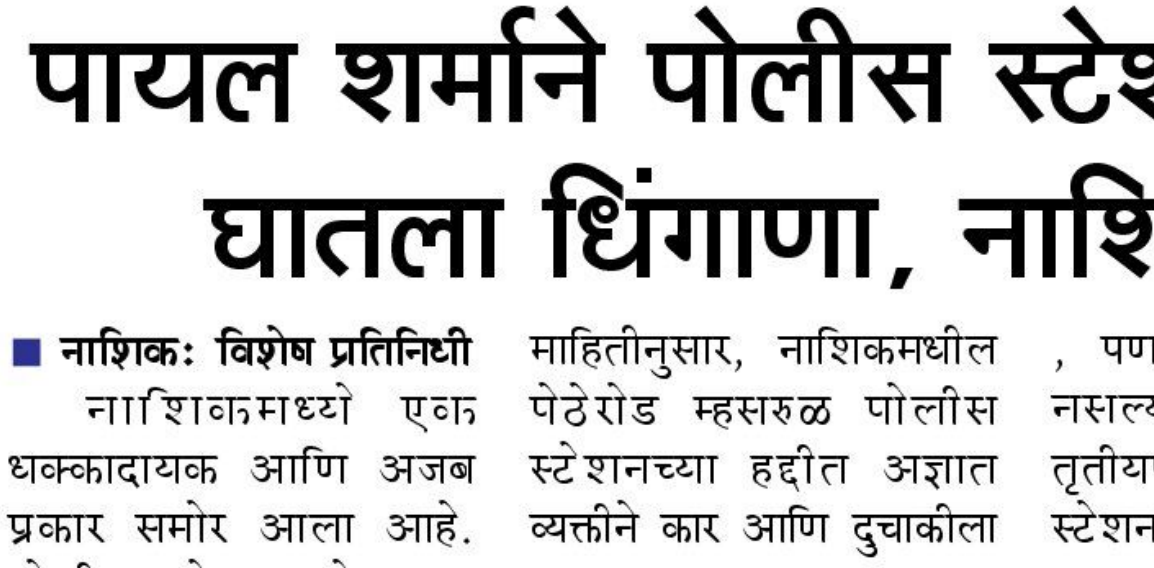 पायल शर्माने पोलीस
घातला धिंगाणा,
■ नाशिक: विशेष प्रतिनिधी
नाशिकमध्ये एक
धक्कादायक आणि अजब
प्रकार समोर आला आहे.
माहितीनुसार, नाशिकमधील
पेठेरोड म्हसरुळ पोलीस
स्टेशनच्या हद्दीत अज्ञात
व्यक्तीने कार आणि दुचाकीला
, पण